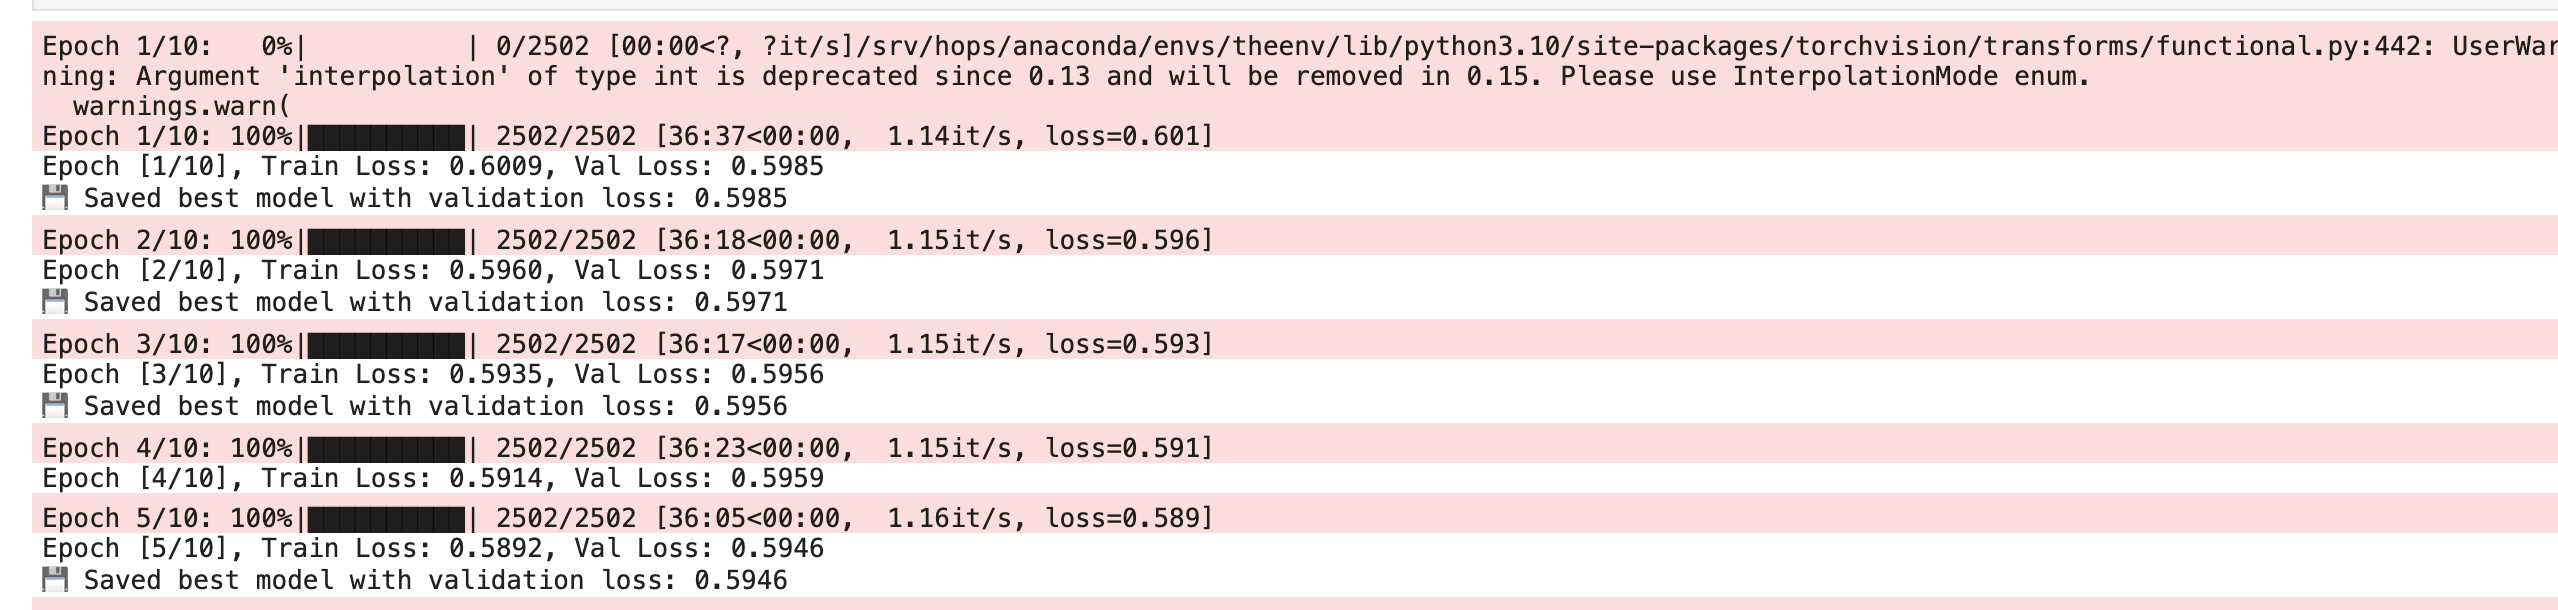 Epoch 1/10:   0%|          | 0/2502 [00:00<?, ?it/s]/srv/hops/anaconda/envs/theenv/lib/python3.10/site-packages/torchvision/transforms/functional.py:442: UserWar
ning: Argument 'interpolation' of type int is deprecated since 0.13 and will be removed in 0.15. Please use InterpolationMode enum.
  warnings.warn(
Epoch 1/10: 100%|██████████| 2502/2502 [36:37<00:00,  1.14it/s, loss=0.601]
Epoch [1/10], Train Loss: 0.6009, Val Loss: 0.5985
💾 Saved best model with validation loss: 0.5985
Epoch 2/10: 100%|██████████| 2502/2502 [36:18<00:00,  1.15it/s, loss=0.596]
Epoch [2/10], Train Loss: 0.5960, Val Loss: 0.5971
💾 Saved best model with validation loss: 0.5971
Epoch 3/10: 100%|██████████| 2502/2502 [36:17<00:00,  1.15it/s, loss=0.593]
Epoch [3/10], Train Loss: 0.5935, Val Loss: 0.5956
💾 Saved best model with validation loss: 0.5956
Epoch 4/10: 100%|██████████| 2502/2502 [36:23<00:00,  1.15it/s, loss=0.591]
Epoch [4/10], Train Loss: 0.5914, Val Loss: 0.5959
Epoch 5/10: 100%|██████████| 2502/2502 [36:05<00:00,  1.16it/s, loss=0.589]
Epoch [5/10], Train Loss: 0.5892, Val Loss: 0.5946
💾 Saved best model with validation loss: 0.5946